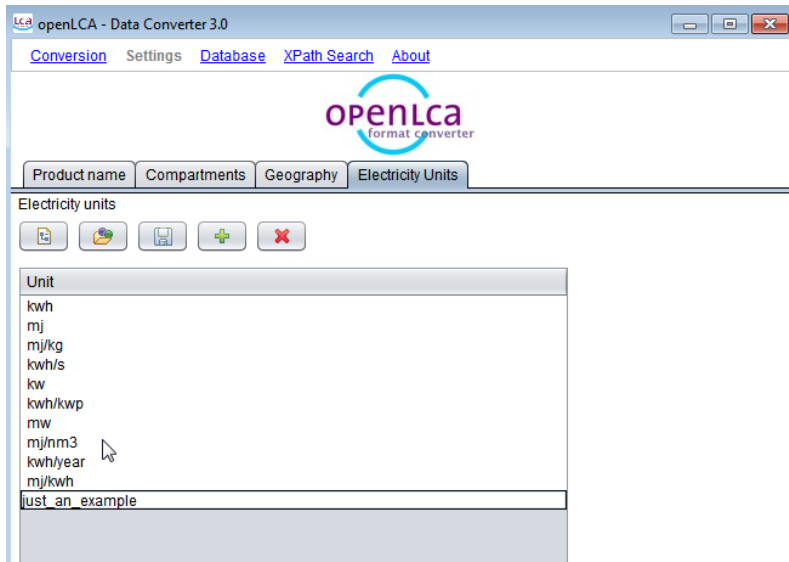 LCa openLCA - Data Converter 3.0
Conversion Settings Database XPath Search About
openLCa
format converter
Product name Compartments Geography Electricity Units
Electricity units
Unit
kwh
mj
mj/kg
kwh/s
kw
kwh/kwp
mw
mj/nm3
kwh/year
mj/kwh
just_an_example